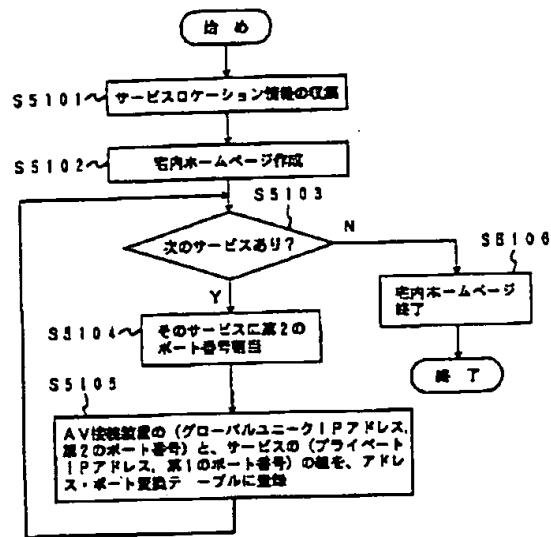 始 め
S5101
サービスロケーション情報の収集
S5102
宅内ホームページ作成
S5103
次のサービスあり?
N
Y
S5104
そのサービスに第2の
ポート番号割当
S5105
AV接続装置の(グローバルユニークIPアドレス,
第2のポート番号)と、サービスの(プライベート
IPアドレス,第1のポート番号)の組を、アドレ
ス・ポート変換テーブルに登録
S5106
宅内ホームページ
終了
終 了